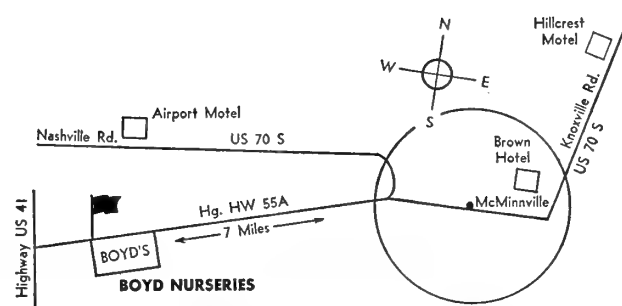 Hillcrest
Motel
N
W
E
S
Airport Motel
Nashville Rd.
US 70 S
Knoxville Rd.
US 70 S
Brown
Hotel
McMinnville
Hg. HW 55A
7 Miles
Highway US 41
BOYD'S
BOYD NURSERIES